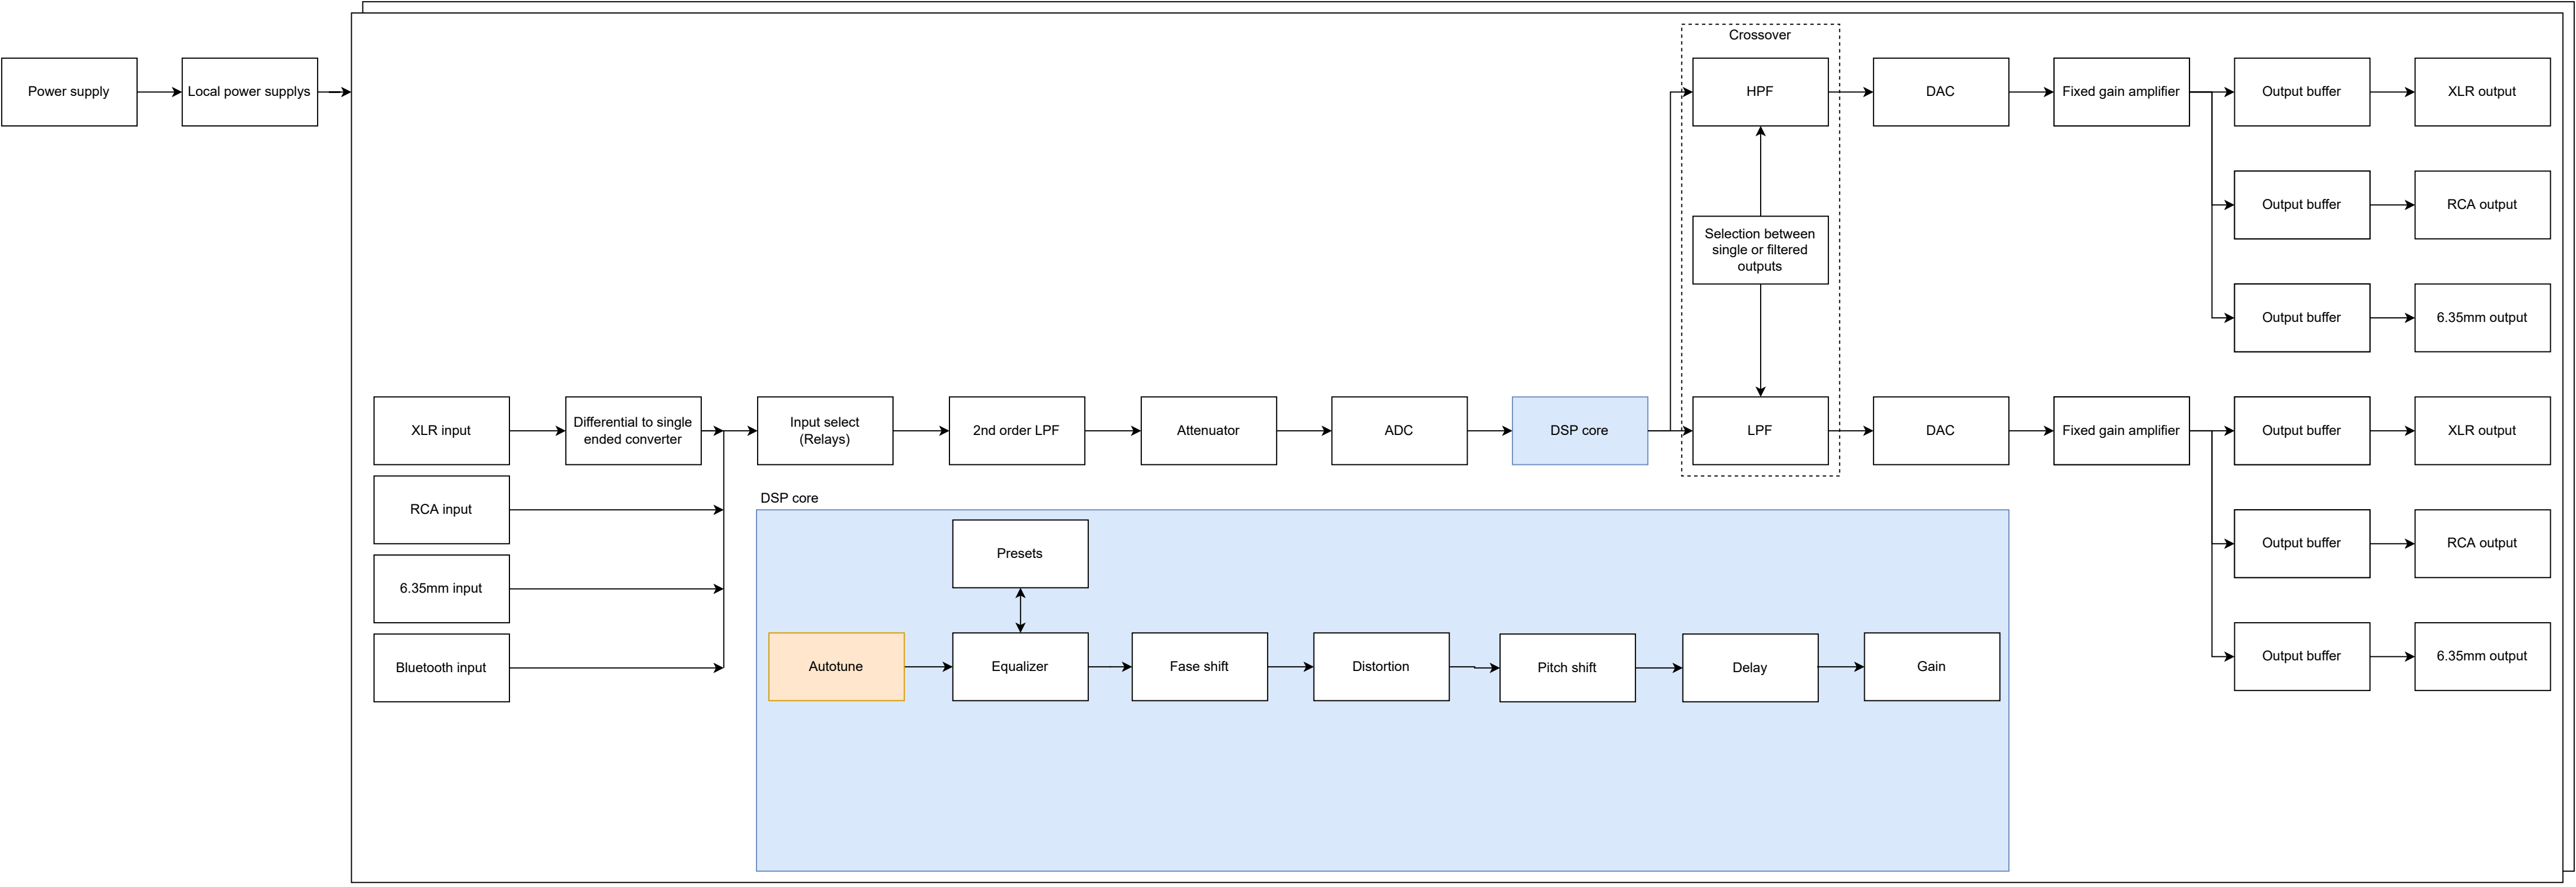 Crossover
Power supply
Local power supplys
HPF
DAC
Fixed gain amplifier
Output buffer
XLR output
Output buffer
RCA output
Selection between
single or filtered
outputs
Output buffer
6.35mm output
XLR input
Differential to single
ended converter
Input select
(Relays)
2nd order LPF
Attenuator
ADC
DSP core
LPF
DAC
Fixed gain amplifier
Output buffer
XLR output
RCA input
DSP core
Output buffer
RCA output
Presets
6.35mm input
Bluetooth input
Autotune
Equalizer
Fase shift
Distortion
Pitch shift
Delay
Gain
Output buffer
6.35mm output